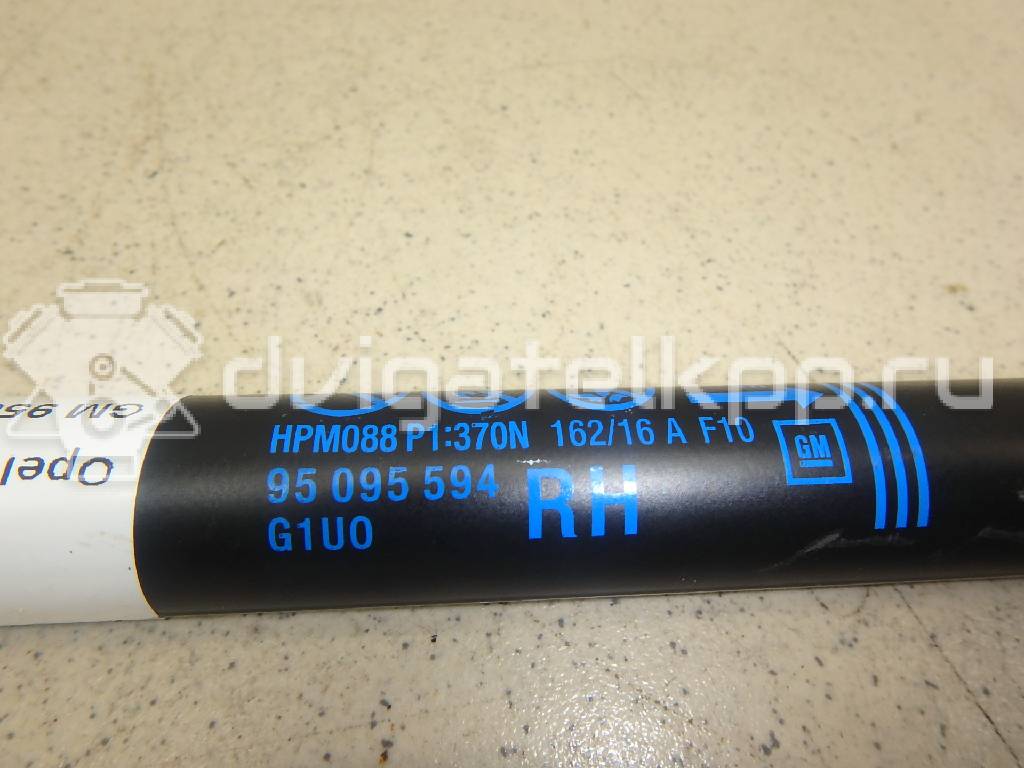 dvigatelkpp.ru
HPM088 P1:370N 162/16 A F10
95 095 594
G1U0
RH
GM
GM 95
Opel